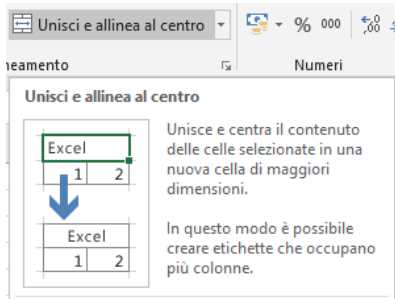 Unisci e allinea al centro
% 000 ,00
neamento Numeri
Unisci e allinea al centro
Excel
1 2
Excel
1 2
Unisce e centra il contenuto
delle celle selezionate in una
nuova cella di maggiori
dimensioni.
In questo modo è possibile
creare etichette che occupano
più colonne.